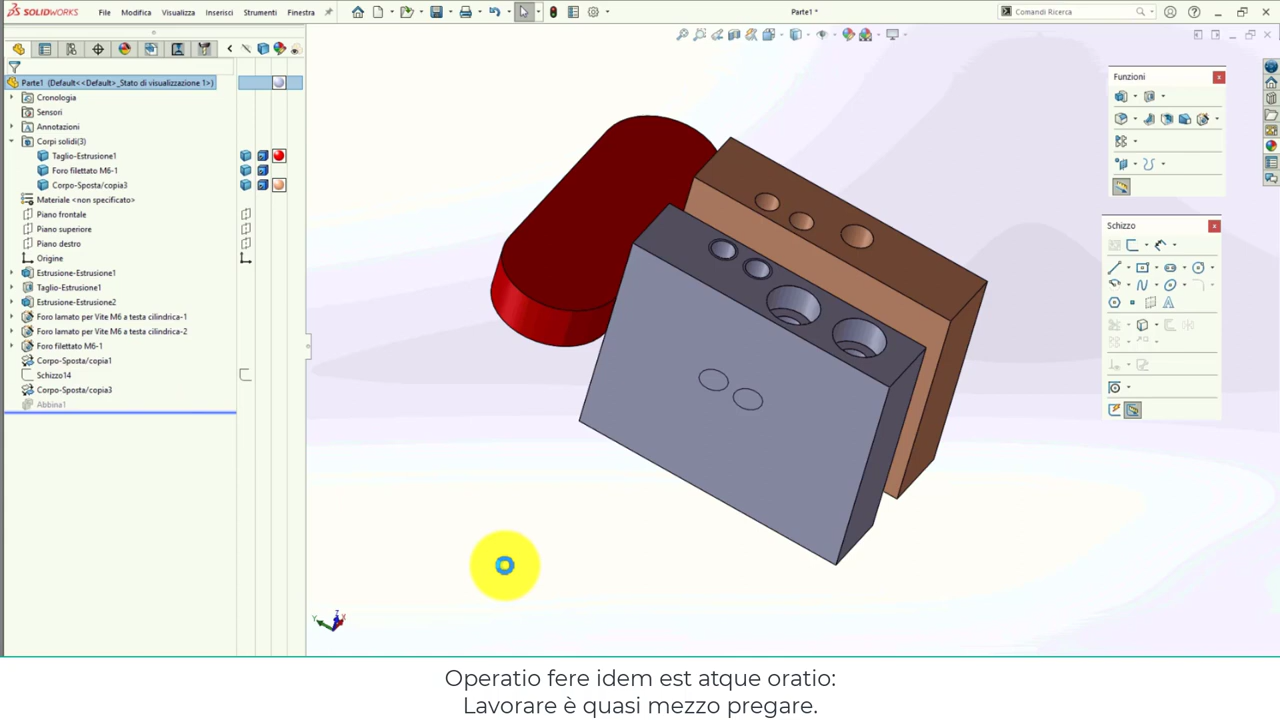 SOLIDWORKS File Modifica Visualizza Inserisci Strumenti Finestra Parte1 * Comandi Ricerca
Parte1 (Default<<Default>_Stato di visualizzazione 1>)
Cronologia
Sensori
Annotazioni
Corpi solidi(3)
Taglio-Estrusione1
Foro filettato M6-1
Corpo-Sposta/copia3
Materiale <non specificato>
Piano frontale
Piano superiore
Piano destro
Origine
Estrusione-Estrusione1
Taglio-Estrusione1
Estrusione-Estrusione2
Foro lamato per Vite M6 a testa cilindrica-1
Foro lamato per Vite M6 a testa cilindrica-2
Foro filettato M6-1
Corpo-Sposta/copia1
Schizzo14
Corpo-Sposta/copia3
Abbina1
Funzioni
Schizzo
Y Z X
Operatio fere idem est atque oratio:
Lavorare è quasi mezzo pregare.